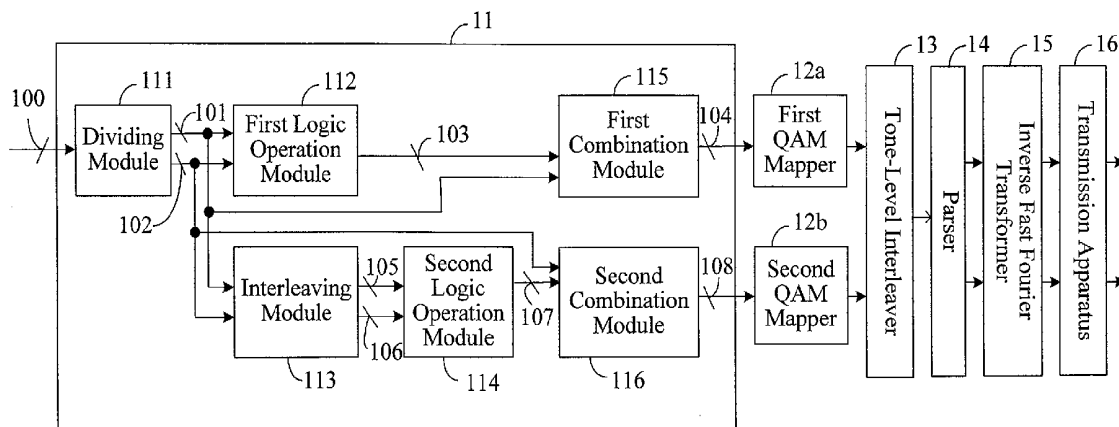 11
13
14
15
16
100
111
101
112
103
115
104
12a
Dividing
Module
102
First Logic
Operation
Module
First
Combination
Module
First
QAM
Mapper
Tone-Level Interleaver
Parser
Inverse Fast Fourier
Transformer
Transmission Apparatus
12b
Interleaving
Module
105
106
Second
Logic
Operation
Module
107
Second
Combination
Module
108
Second
QAM
Mapper
113
114
116